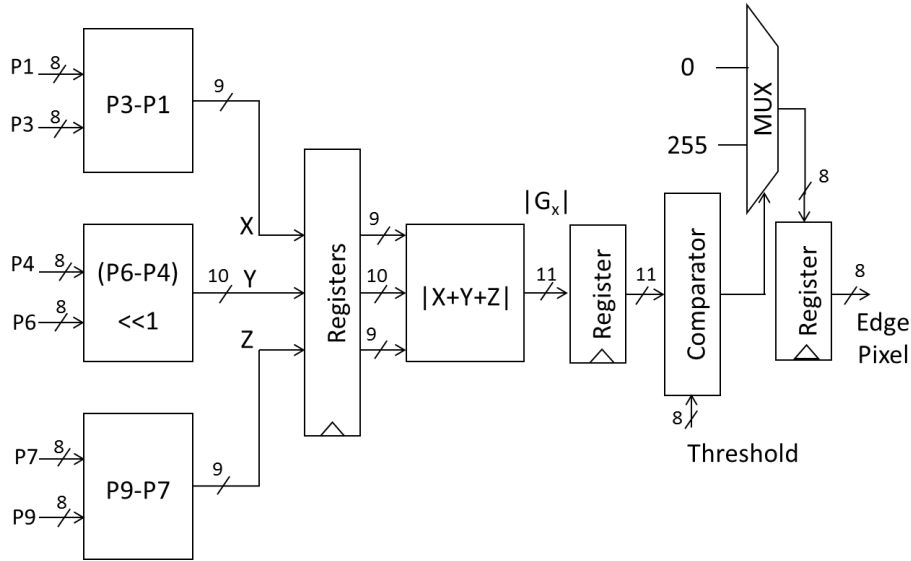 P1
8
P3
8
P3-P1
9
X
P4
8
P6
8
(P6-P4)
<<1
10
Y
P7
8
P9
8
P9-P7
9
Z
Registers
9
10
9
|X+Y+Z|
|Gx|
11
Register
11
Comparator
8
Threshold
0
255
MUX
8
Register
8
Edge
Pixel